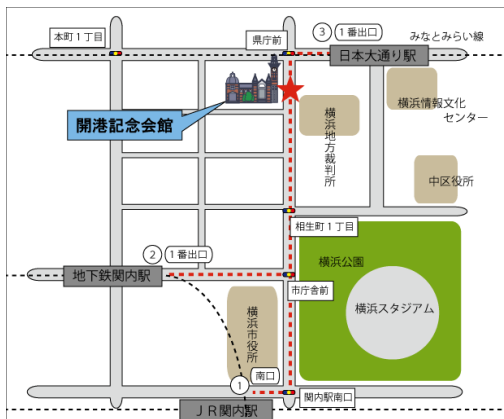 本町１丁目
県庁前
③ １番出口
みなとみらい線
日本大通り駅
開港記念会館
横浜地方裁判所
横浜情報文化
センター
中区役所
相生町１丁目
② １番出口
地下鉄関内駅
市庁舎前
横浜公園
横浜スタジアム
横浜市役所
① 南口
関内駅南口
ＪＲ関内駅